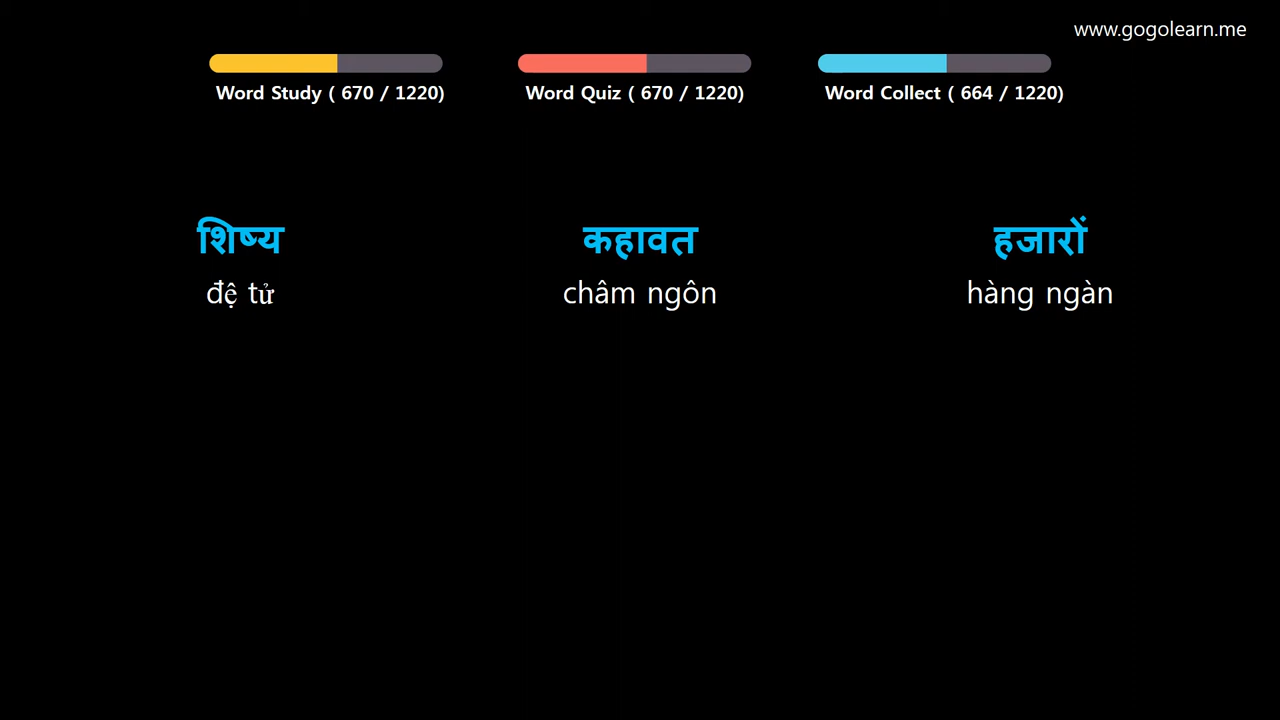 www.gogolearn.me
Word Study ( 670 / 1220)
Word Quiz ( 670 / 1220)
Word Collect ( 664 / 1220)
शिष्य
đệ tử
कहावत
châm ngôn
हजारों
hàng ngàn